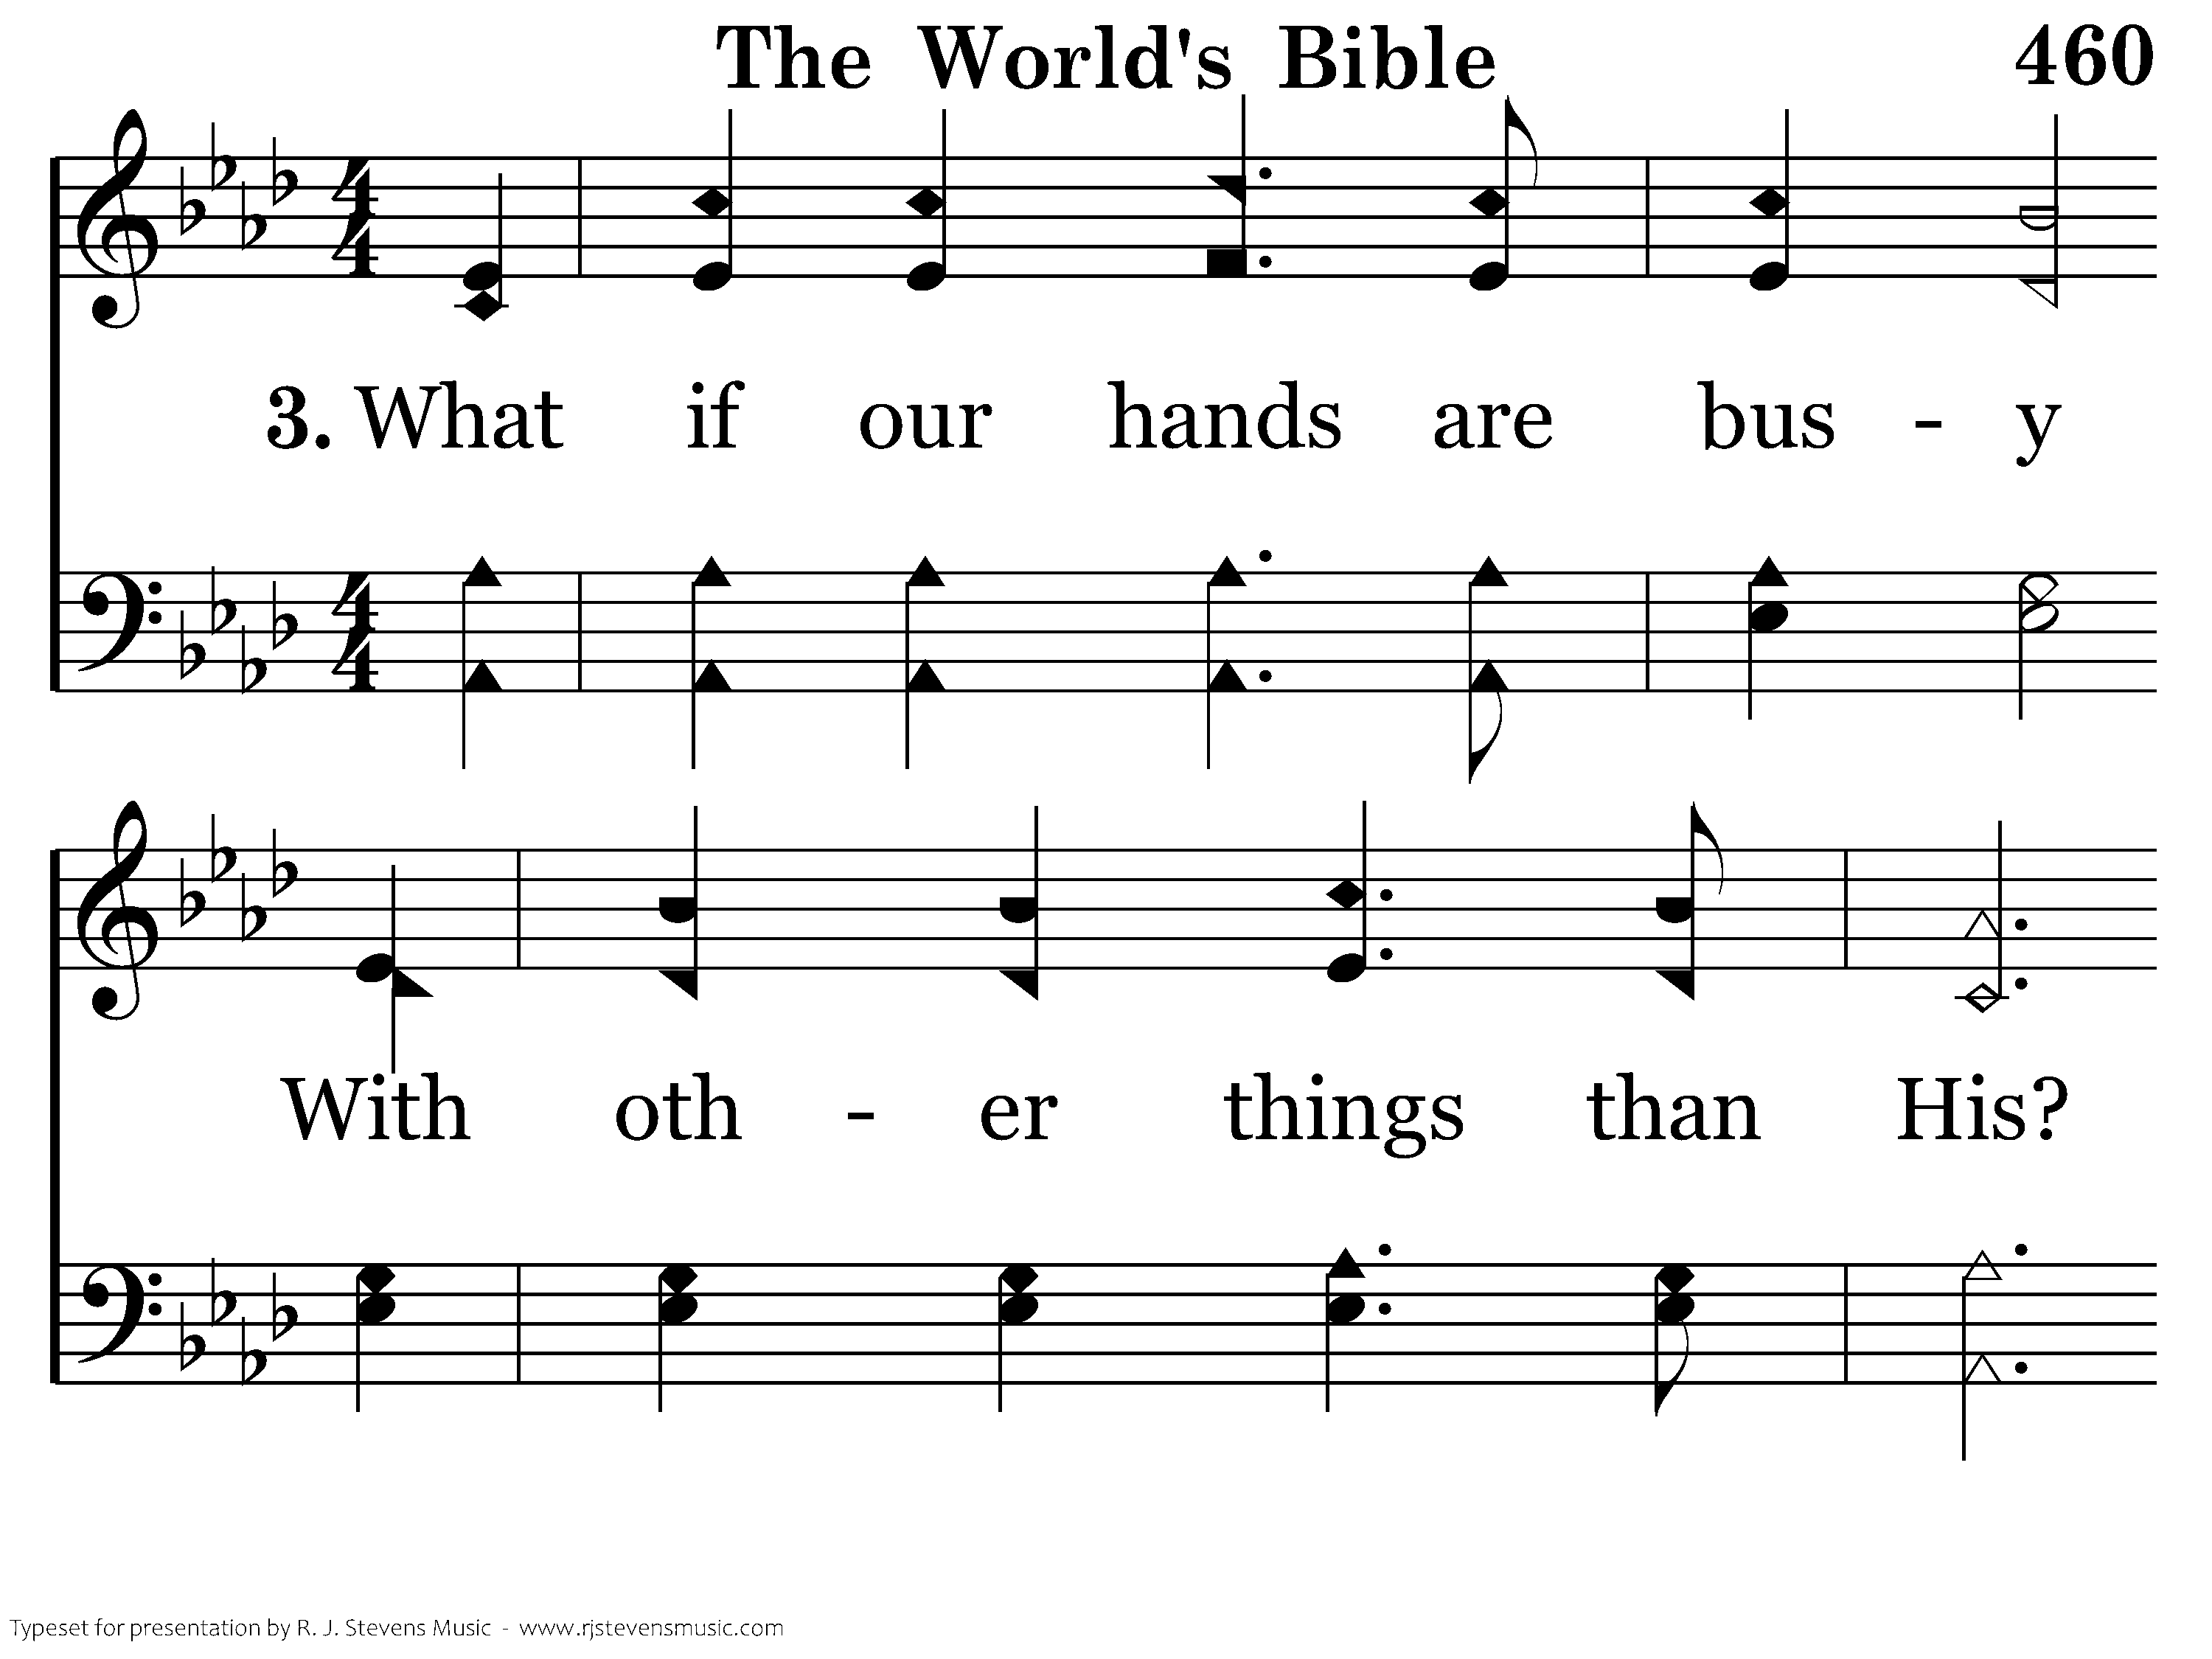 The World's Bible 460
3. What if our hands are bus - y
With oth - er things than His?
Typeset for presentation by R. J. Stevens Music - www.rjstevensmusic.com